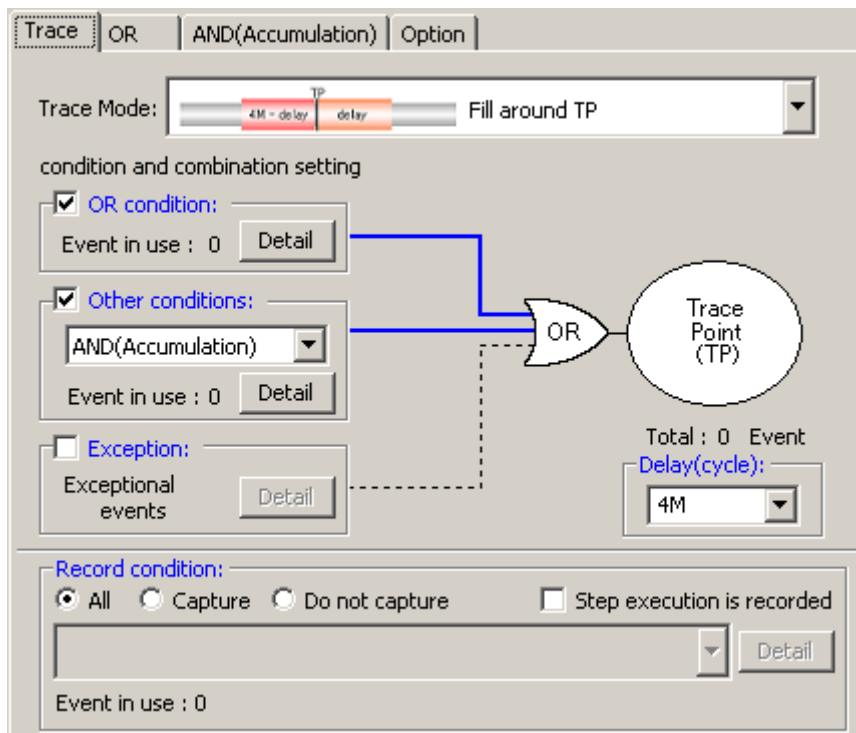 Trace OR AND(Accumulation) Option
TP
Trace Mode: 4M - delay delay Fill around TP
condition and combination setting
OR condition:
Event in use : 0 Detail
Other conditions:
AND(Accumulation)
Event in use : 0 Detail
Exception:
Exceptional
events
Detail
OR
Trace
Point
(TP)
Total : 0 Event
Delay(cycle):
4M
Record condition:
All Capture Do not capture Step execution is recorded
Detail
Event in use : 0